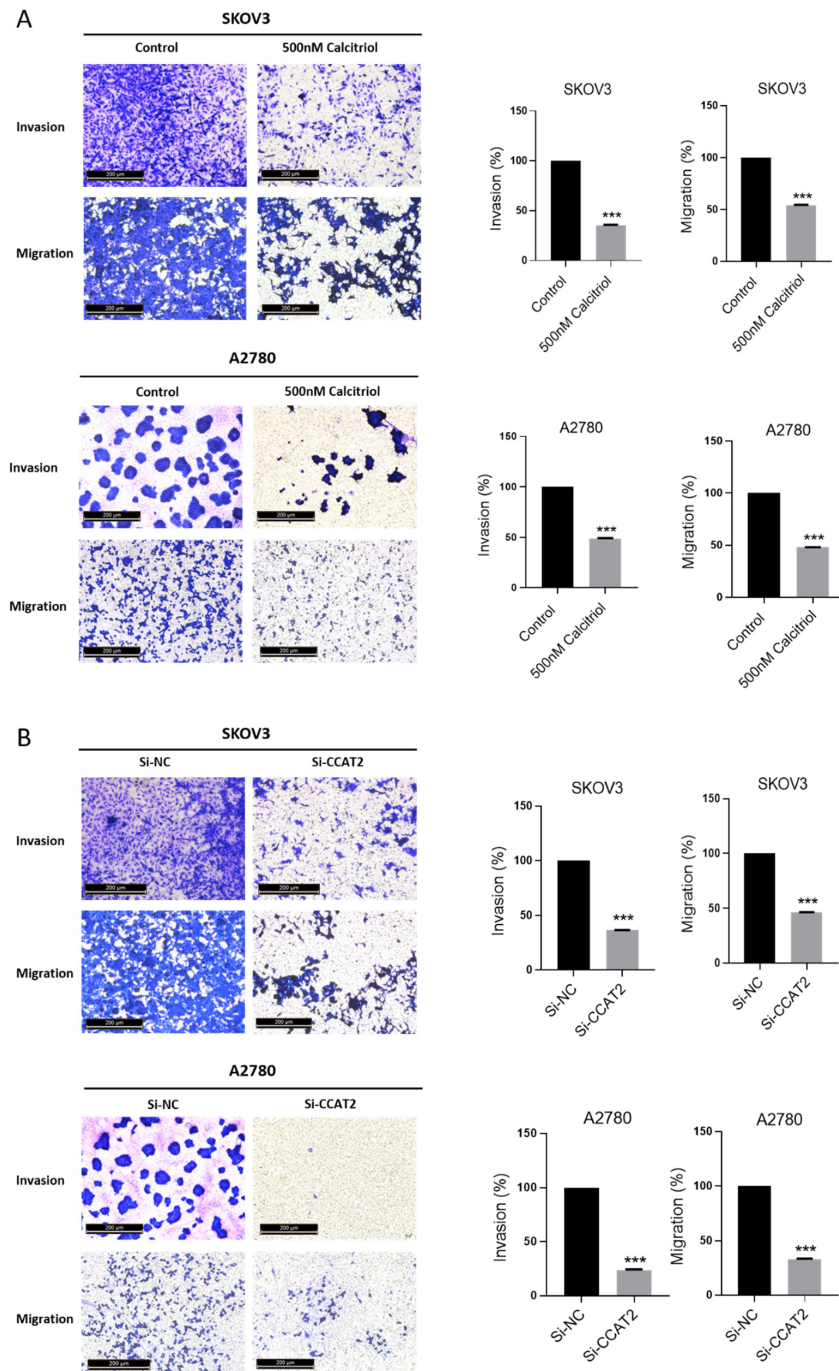 A
SKOV3
Control 500nM Calcitriol
Invasion
200 µm 200 µm
Migration
200 µm 200 µm
SKOV3
Invasion (%)
150
100
50
0
***
Control
500nM Calcitriol
SKOV3
Migration (%)
150
100
50
0
***
Control
500nM Calcitriol
A2780
Control 500nM Calcitriol
Invasion
200 µm 200 µm
Migration
200 µm 200 µm
A2780
Invasion (%)
150
100
50
0
***
Control
500nM Calcitriol
A2780
Migration (%)
150
100
50
0
***
Control
500nM Calcitriol
B
SKOV3
Si-NC Si-CCAT2
Invasion
200 µm 200 µm
Migration
200 µm 200 µm
SKOV3
Invasion (%)
150
100
50
0
***
Si-NC
Si-CCAT2
SKOV3
Migration (%)
150
100
50
0
***
Si-NC
Si-CCAT2
A2780
Si-NC Si-CCAT2
Invasion
200 µm 200 µm
Migration
200 µm 200 µm
A2780
Invasion (%)
150
100
50
0
***
Si-NC
Si-CCAT2
A2780
Migration (%)
150
100
50
0
***
Si-NC
Si-CCAT2